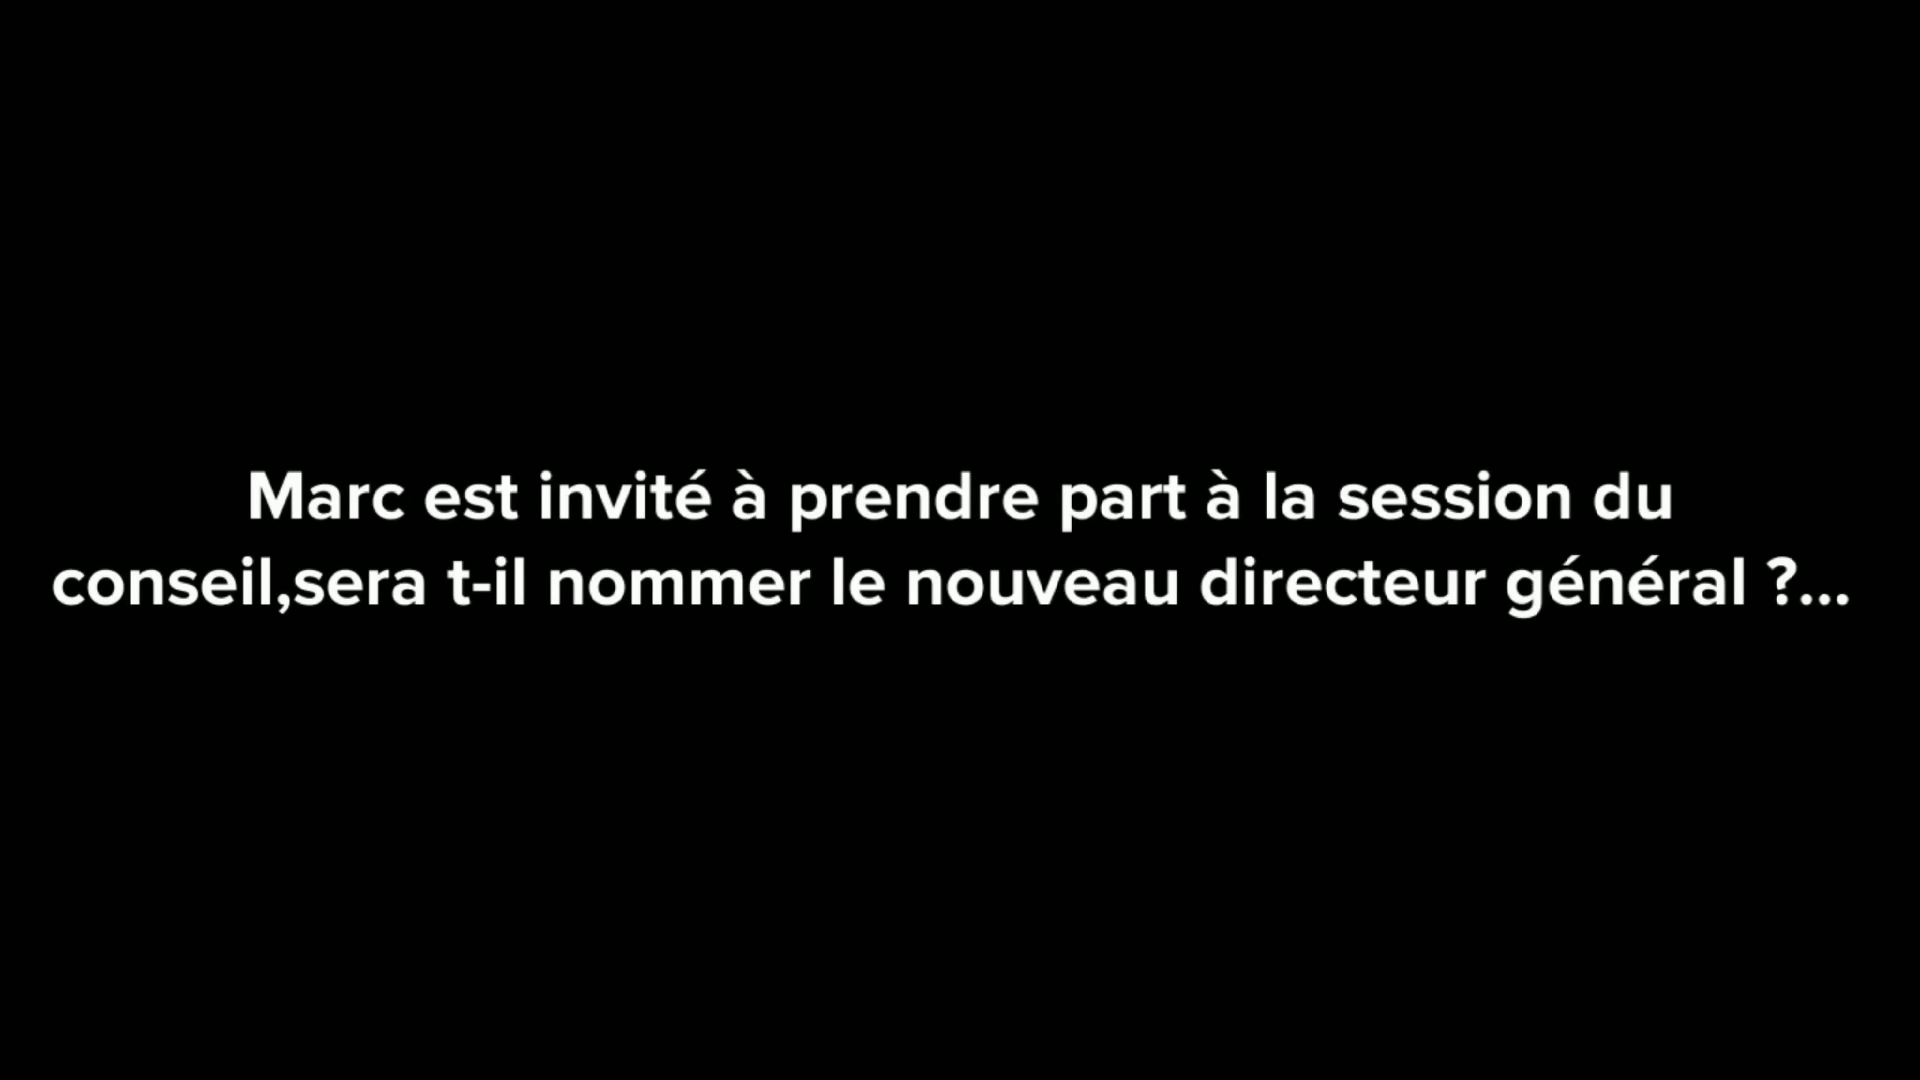 Marc est invité à prendre part à la session du
conseil,sera t-il nommer le nouveau directeur général ?...